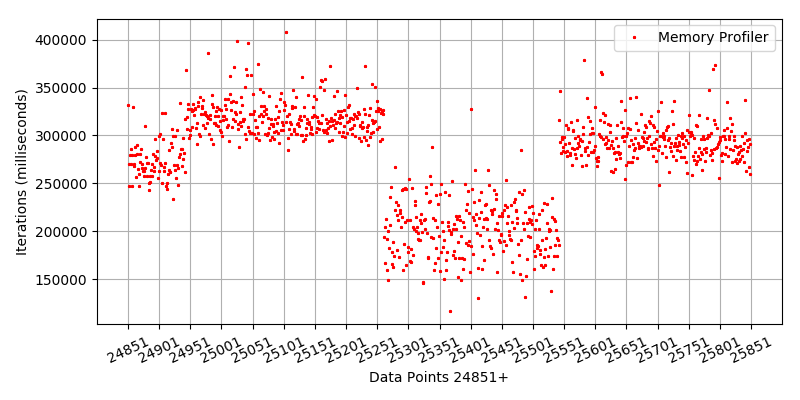 Memory Profiler
400000
350000
300000
250000
200000
150000
Iterations (milliseconds)
24851 24901 24951 25001 25051 25101 25151 25201 25251 25301 25351 25401 25451 25501 25551 25601 25651 25701 25751 25801 25851
Data Points 24851+